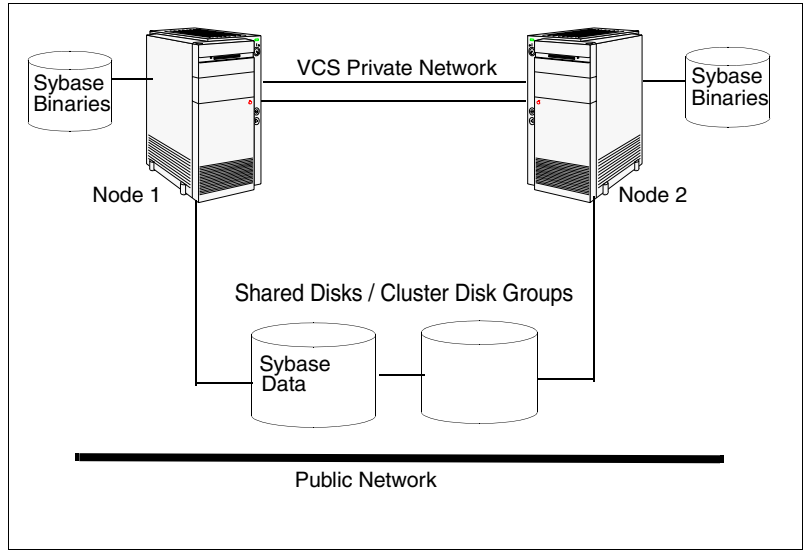 VCS Private Network
Sybase
Binaries
Sybase
Binaries
Node 1
Node 2
Shared Disks / Cluster Disk Groups
Sybase
Data
Public Network